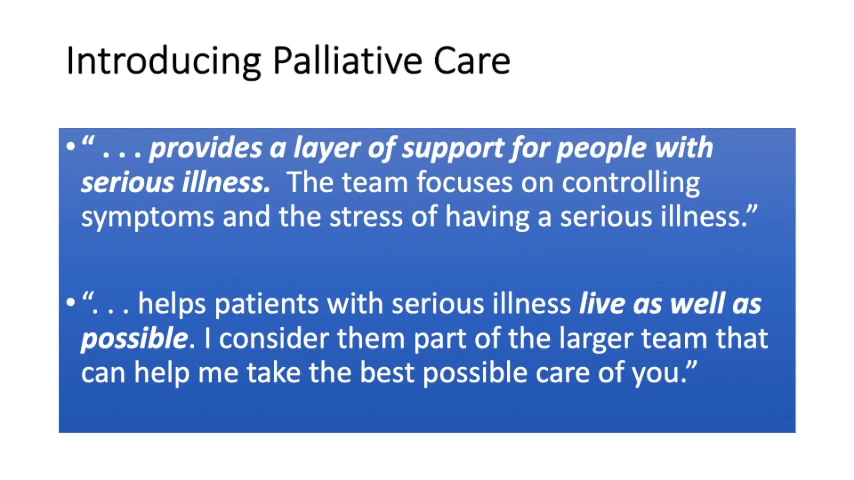 Introducing Palliative Care
• “ . . . provides a layer of support for people with
serious illness.  The team focuses on controlling
symptoms and the stress of having a serious illness.”
• “. . . helps patients with serious illness live as well as
possible. I consider them part of the larger team that
can help me take the best possible care of you.”